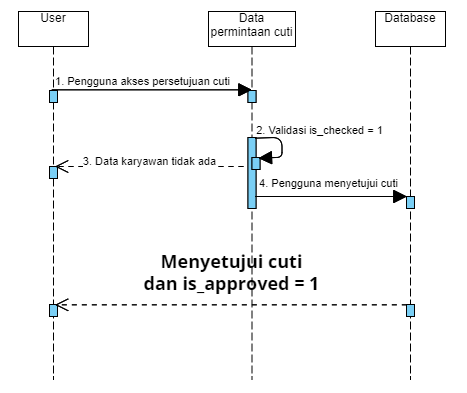 User
Data
permintaan cuti
Database
1. Pengguna akses persetujuan cuti
2. Validasi is_checked = 1
3. Data karyawan tidak ada
4. Pengguna menyetujui cuti
Menyetujui cuti
dan is_approved = 1